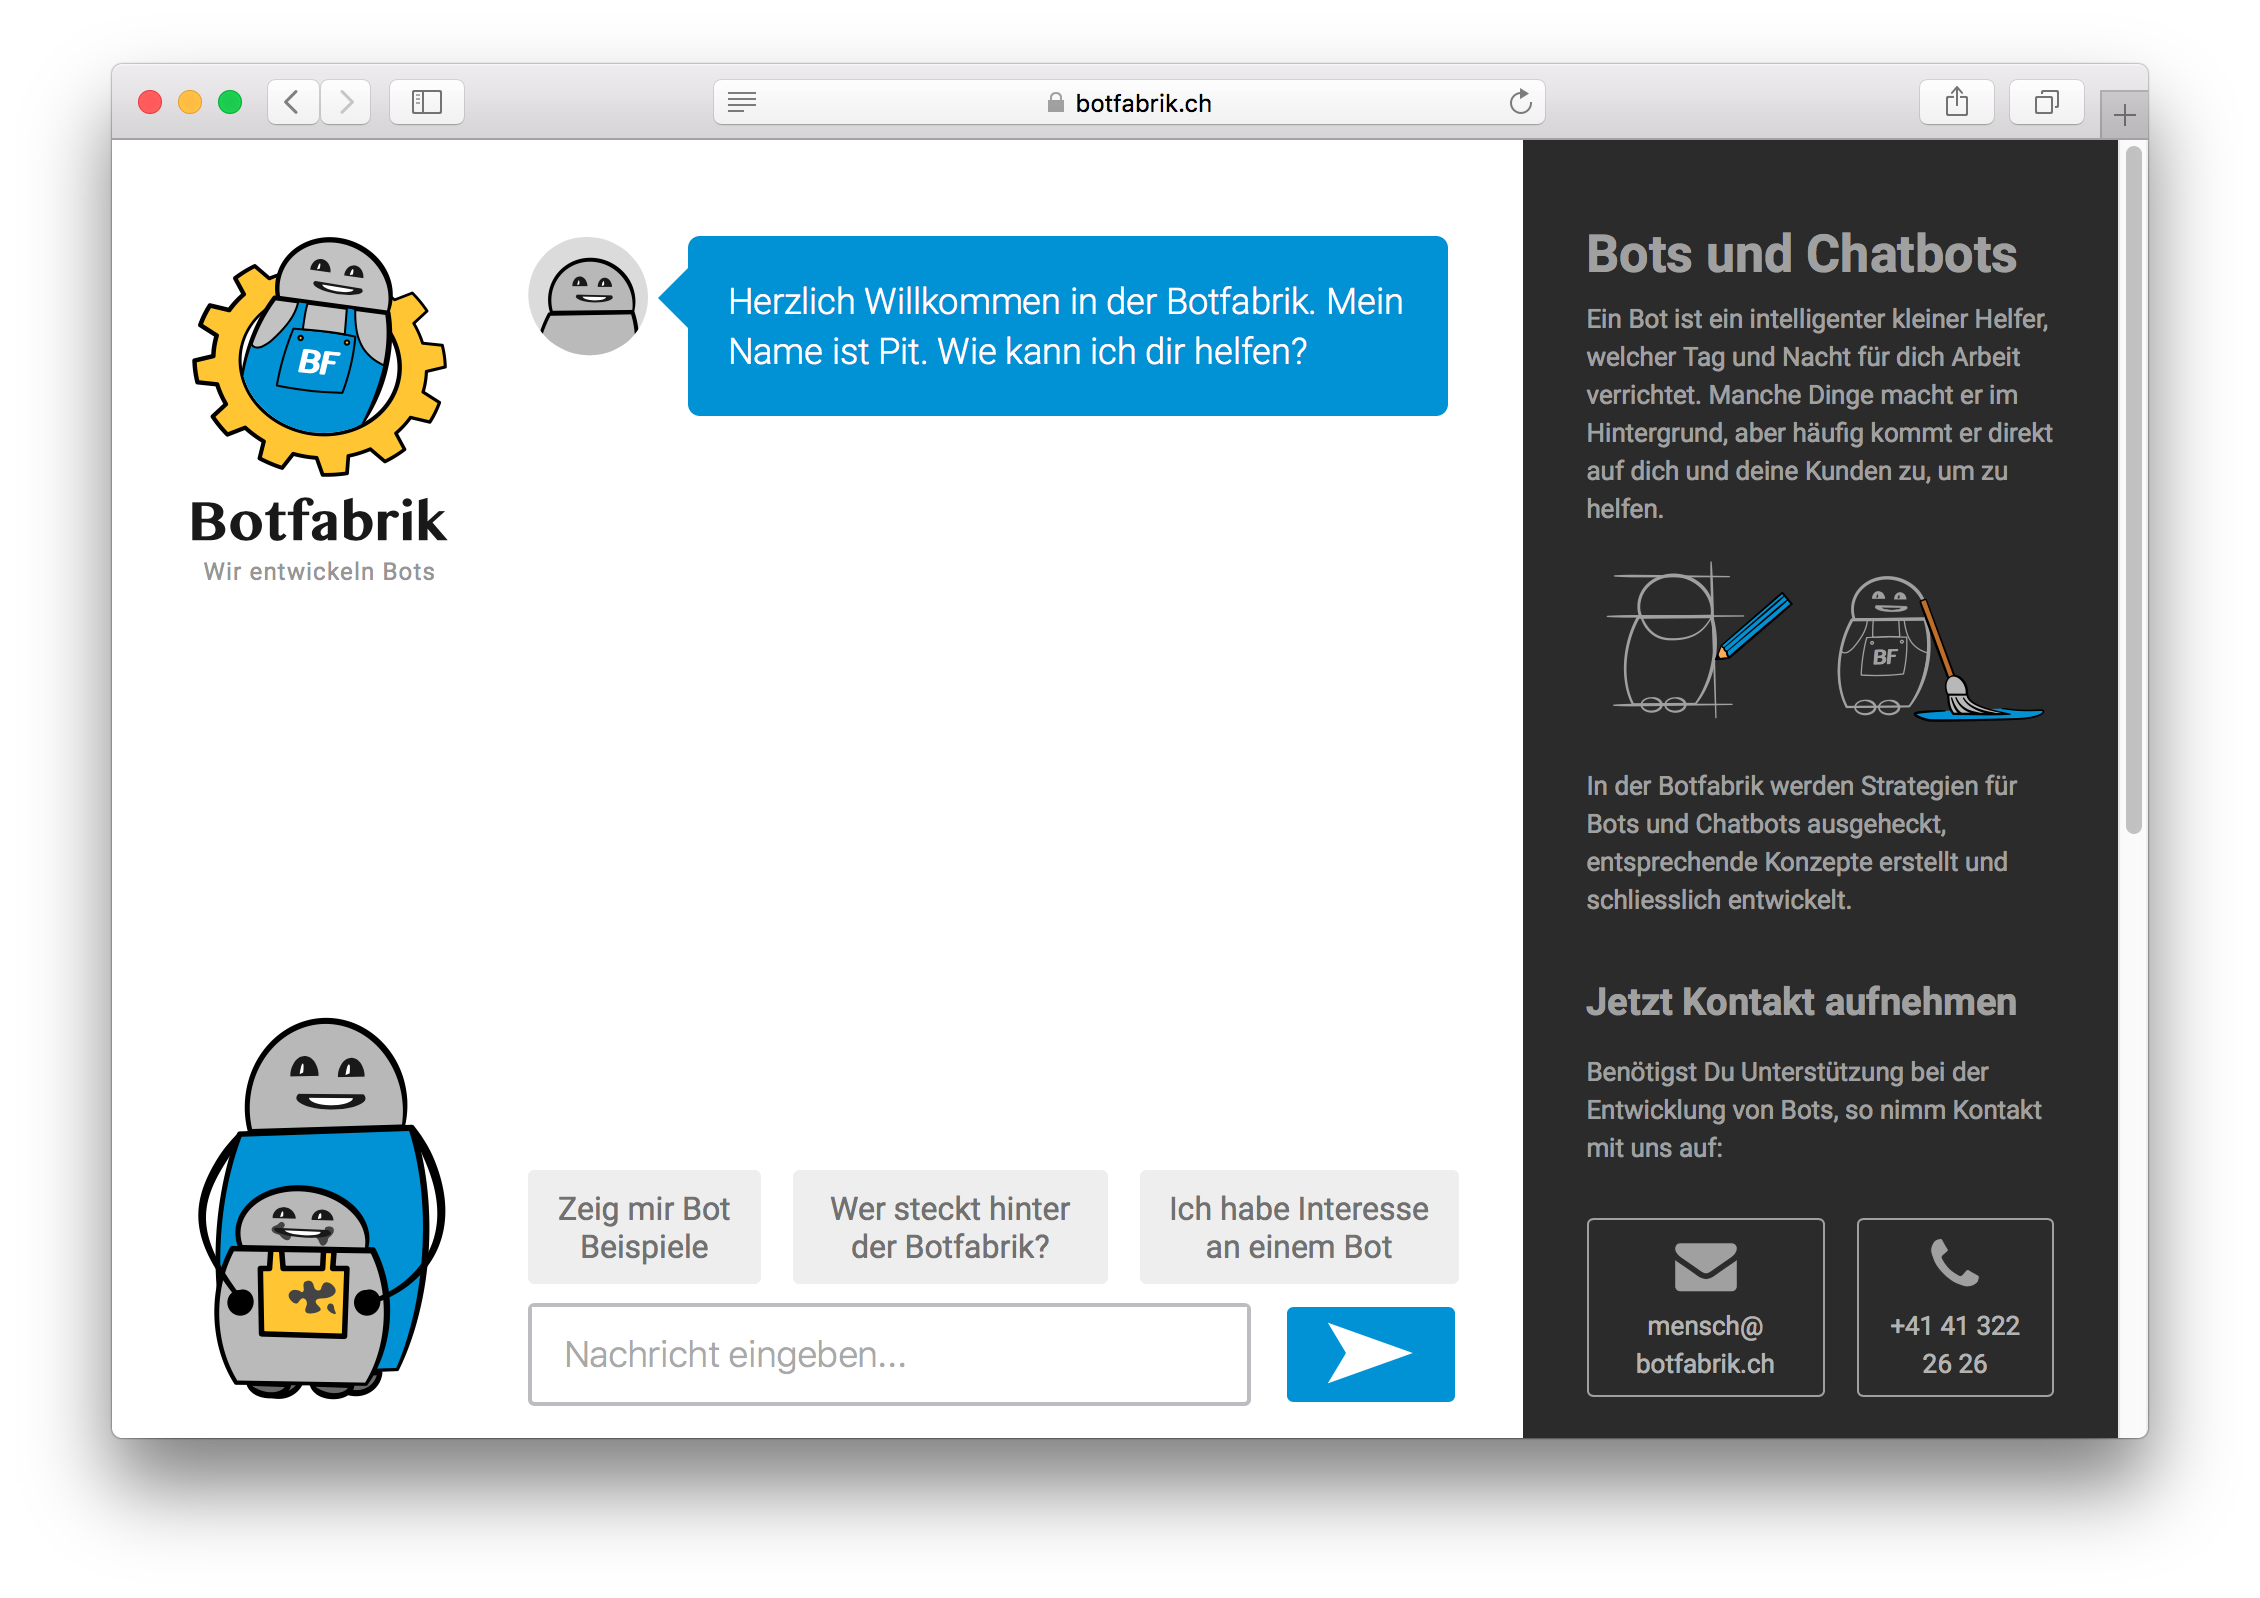 botfabrik.ch
BF
Botfabrik
Wir entwickeln Bots
Herzlich Willkommen in der Botfabrik. Mein
Name ist Pit. Wie kann ich dir helfen?
Zeig mir Bot
Beispiele
Wer steckt hinter
der Botfabrik?
Ich habe Interesse
an einem Bot
Nachricht eingeben...
Bots und Chatbots
Ein Bot ist ein intelligenter kleiner Helfer,
welcher Tag und Nacht für dich Arbeit
verrichtet. Manche Dinge macht er im
Hintergrund, aber häufig kommt er direkt
auf dich und deine Kunden zu, um zu
helfen.
BF
In der Botfabrik werden Strategien für
Bots und Chatbots ausgeheckt,
entsprechende Konzepte erstellt und
schliesslich entwickelt.
Jetzt Kontakt aufnehmen
Benötigst Du Unterstützung bei der
Entwicklung von Bots, so nimm Kontakt
mit uns auf:
mensch@
botfabrik.ch
+41 41 322
26 26